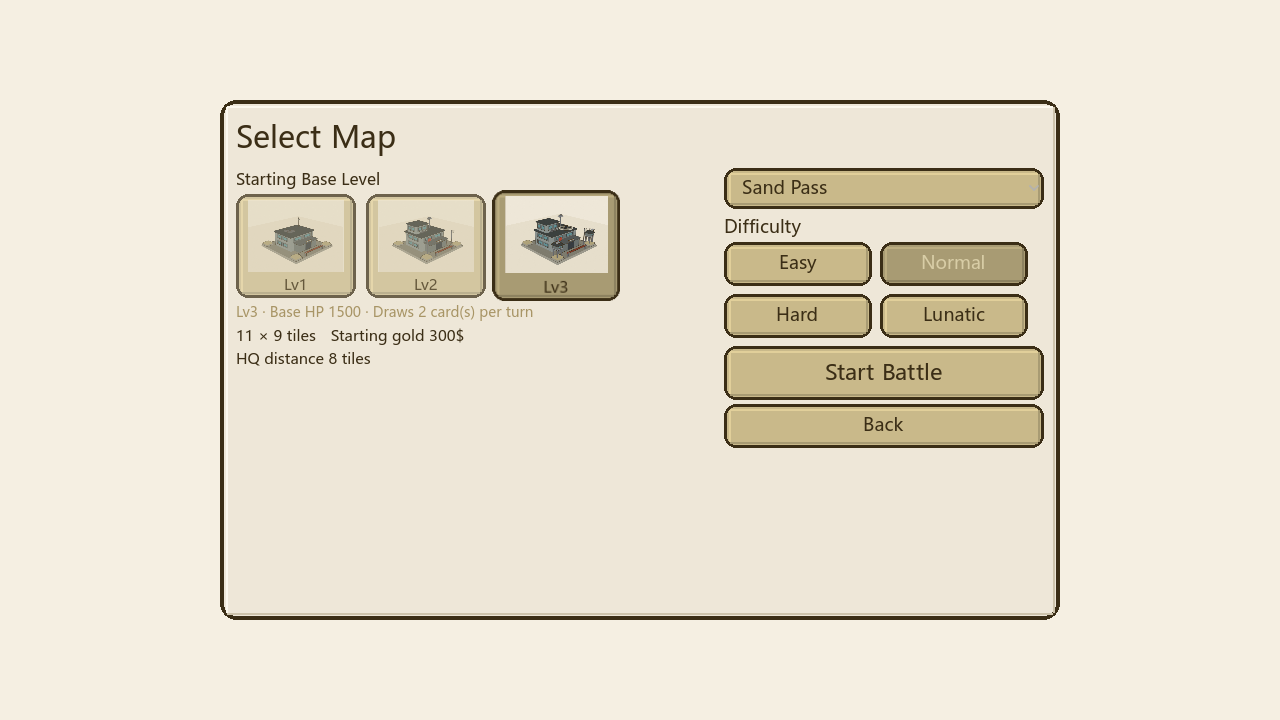 Select Map
Starting Base Level
Lv1
Lv2
Lv3
Lv3 · Base HP 1500 · Draws 2 card(s) per turn
11 × 9 tiles Starting gold 300$
HQ distance 8 tiles
Sand Pass
Difficulty
Easy
Normal
Hard
Lunatic
Start Battle
Back